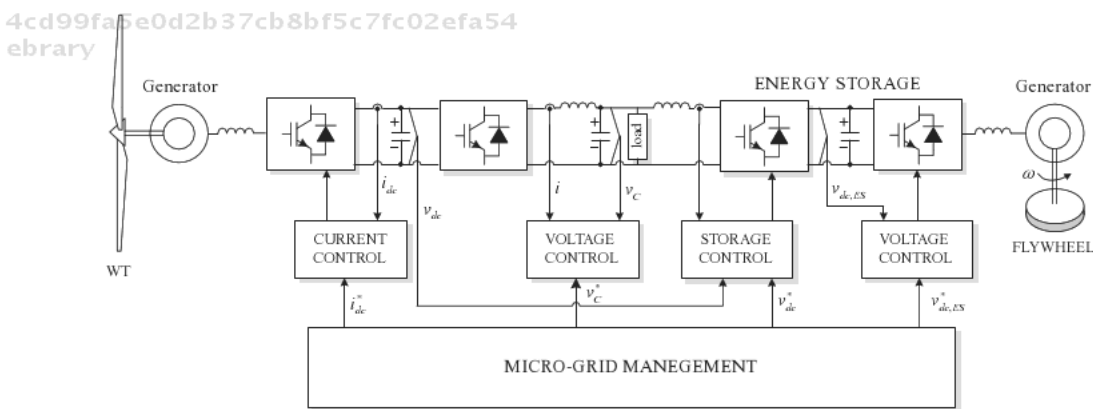 4cd99fa5e0d2b37cb8bf5c7fc02efa54
ebrary
Generator
ENERGY STORAGE
Generator
load
ω
i_dc
v_dc
i
v_C
v_dc,ES
CURRENT
CONTROL
VOLTAGE
CONTROL
STORAGE
CONTROL
VOLTAGE
CONTROL
FLYWHEEL
WT
i*_dc
v*_C
v*_dc
v*_dc,ES
MICRO-GRID MANEGEMENT